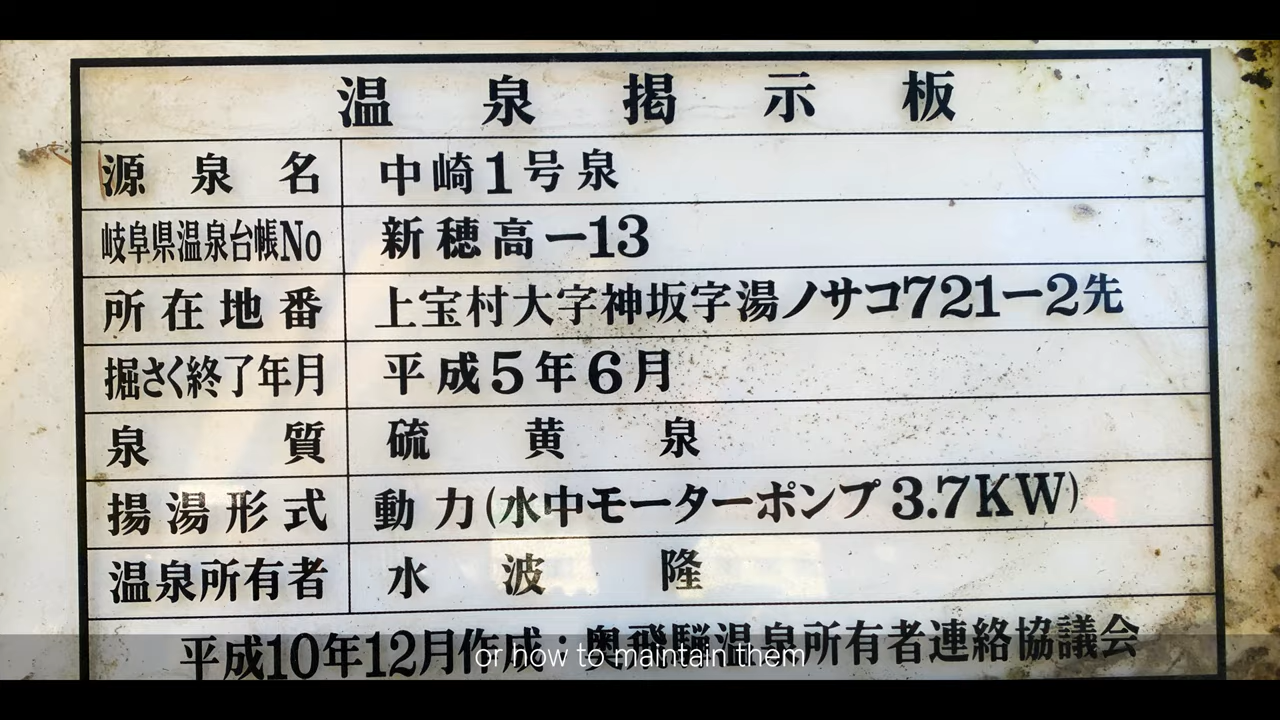 温泉掲示板
源泉名 中崎1号泉
岐阜県温泉台帳No 新穂高ー13
所在地番 上宝村大字神坂字湯ノサコ721ー2先
掘さく終了年月 平成5年6月
泉質 硫黄泉
揚湯形式 動力(水中モーターポンプ3.7KW)
温泉所有者 水波隆
平成10年12月作成：奥飛騨温泉所有者連絡協議会
or how to maintain them